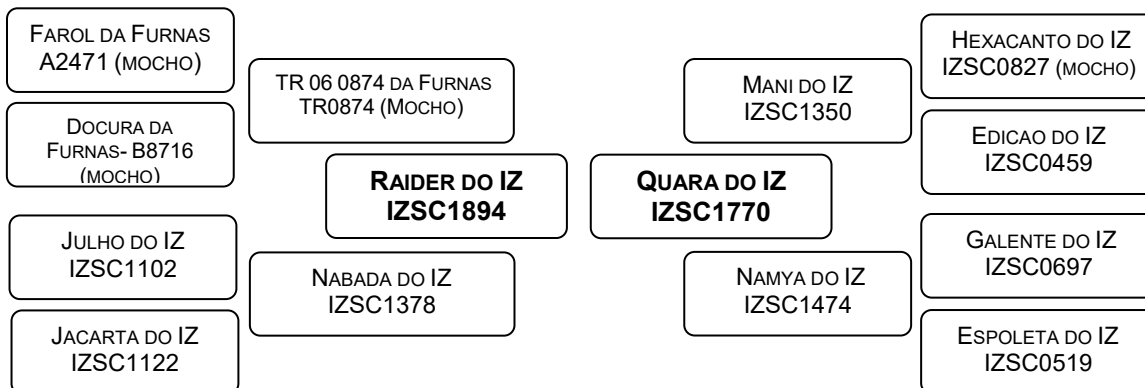 FAROL DA FURNAS
A2471 (MOCHO)
DOCURA DA
FURNAS- B8716
(MOCHO)
TR 06 0874 DA FURNAS
TR0874 (MOCHO)
RAIDER DO IZ
IZSC1894
JULHO DO IZ
IZSC1102
NABADA DO IZ
IZSC1378
JACARTA DO IZ
IZSC1122
HEXACANTO DO IZ
IZSC0827 (MOCHO)
MANI DO IZ
IZSC1350
EDICAO DO IZ
IZSC0459
QUARA DO IZ
IZSC1770
GALENTE DO IZ
IZSC0697
NAMYA DO IZ
IZSC1474
ESPOLETA DO IZ
IZSC0519